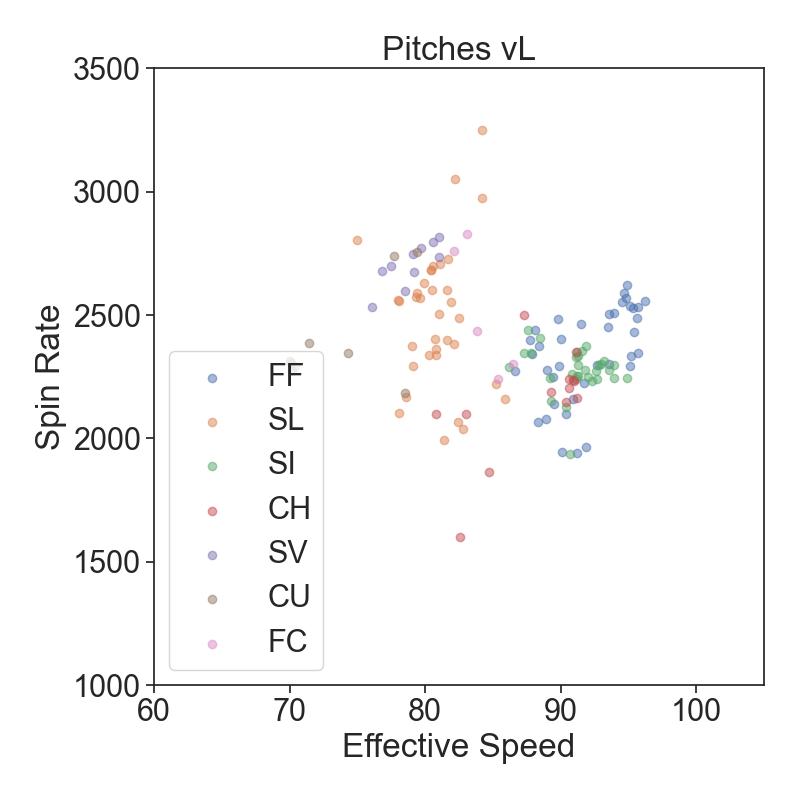 Pitches vL
3500
3000
2500
2000
1500
1000
Spin Rate
FF
SL
SI
CH
SV
CU
FC
60 70 80 90 100
Effective Speed